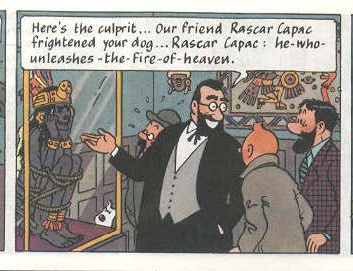 Here's the culprit... Our friend Rascar Capac
frightened your dog... Rascar Capac: he-who-
unleashes-the-fire-of-heaven.